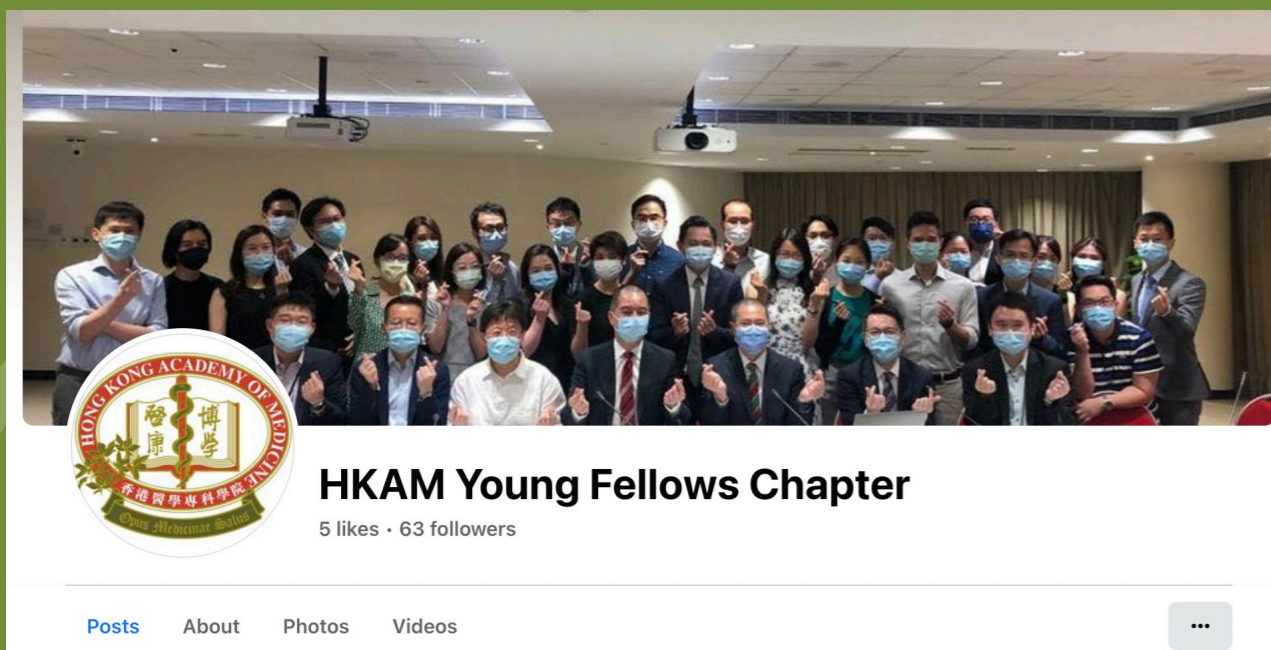 HONG KONG ACADEMY OF MEDICINE
啓康
博學
香港醫學專科學院
Opus Medicinae Salus
HKAM Young Fellows Chapter
5 likes · 63 followers
Posts About Photos Videos
...